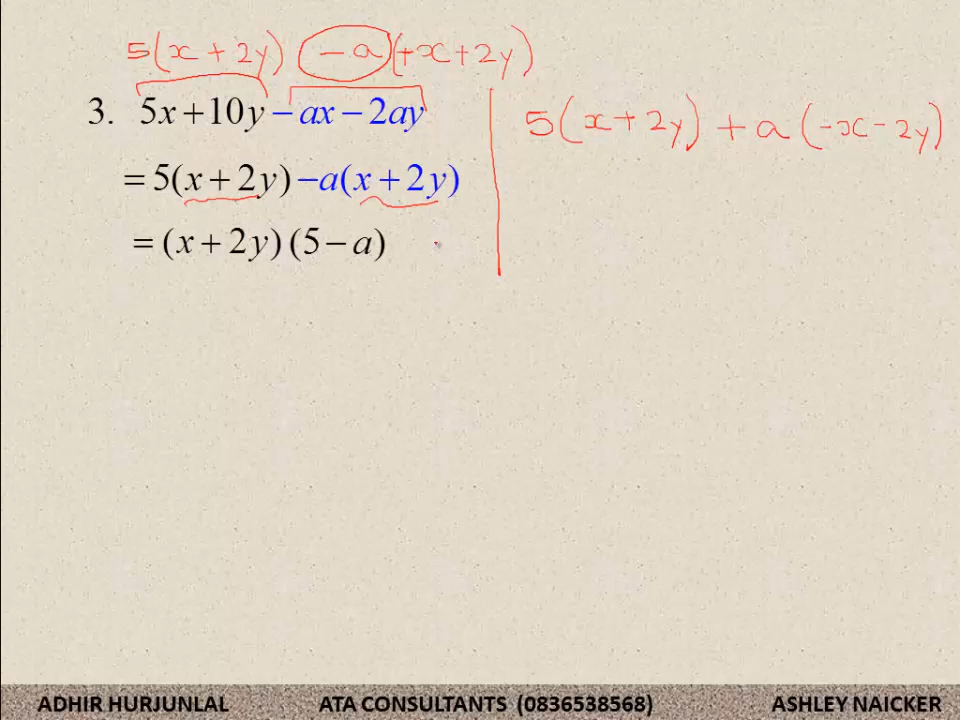 5(x + 2y) - a(+x + 2y)
3. 5x + 10y - ax - 2ay
= 5(x + 2y) - a(x + 2y)
= (x + 2y)(5 - a)
5(x + 2y) + a(-x - 2y)
ADHIR HURJUNLAL ATA CONSULTANTS (0836538568) ASHLEY NAICKER